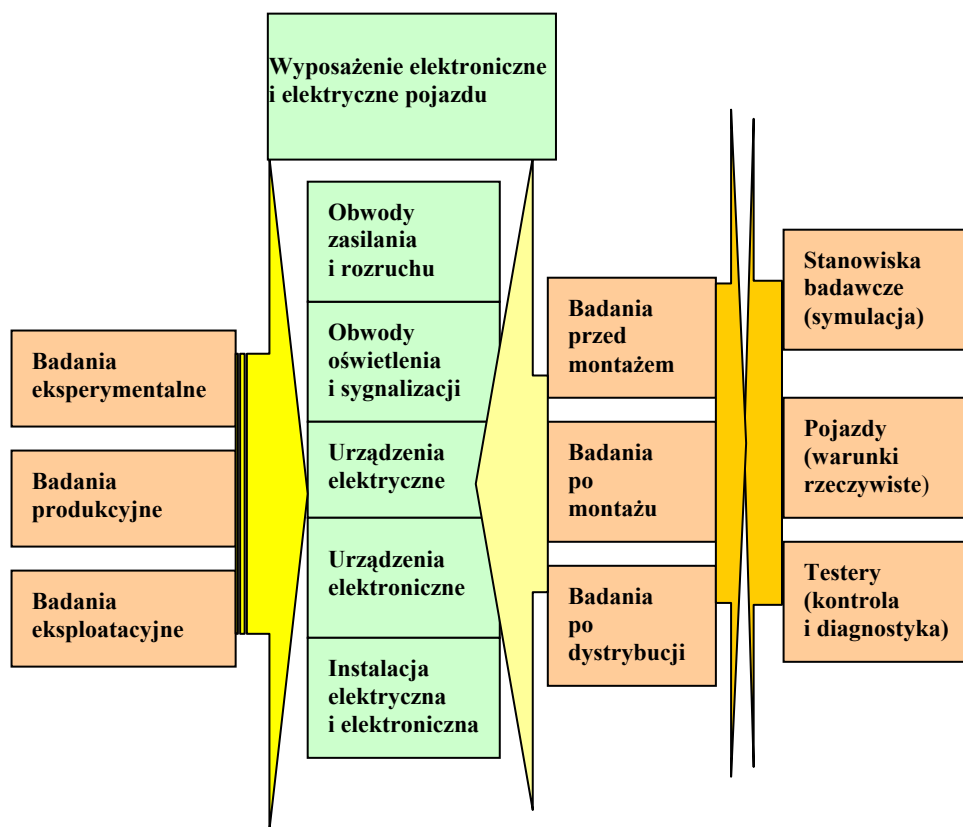 Wyposażenie elektroniczne
i elektryczne pojazdu
Badania
eksperymentalne
Badania
produkcyjne
Badania
eksploatacyjne
Obwody
zasilania
i rozruchu
Obwody
oświetlenia
i sygnalizacji
Urządzenia
elektryczne
Urządzenia
elektroniczne
Instalacja
elektryczna
i elektroniczna
Badania
przed
montażem
Badania
po
montażu
Badania
po
dystrybucji
Stanowiska
badawcze
(symulacja)
Pojazdy
(warunki
rzeczywiste)
Testery
(kontrola
i diagnostyka)